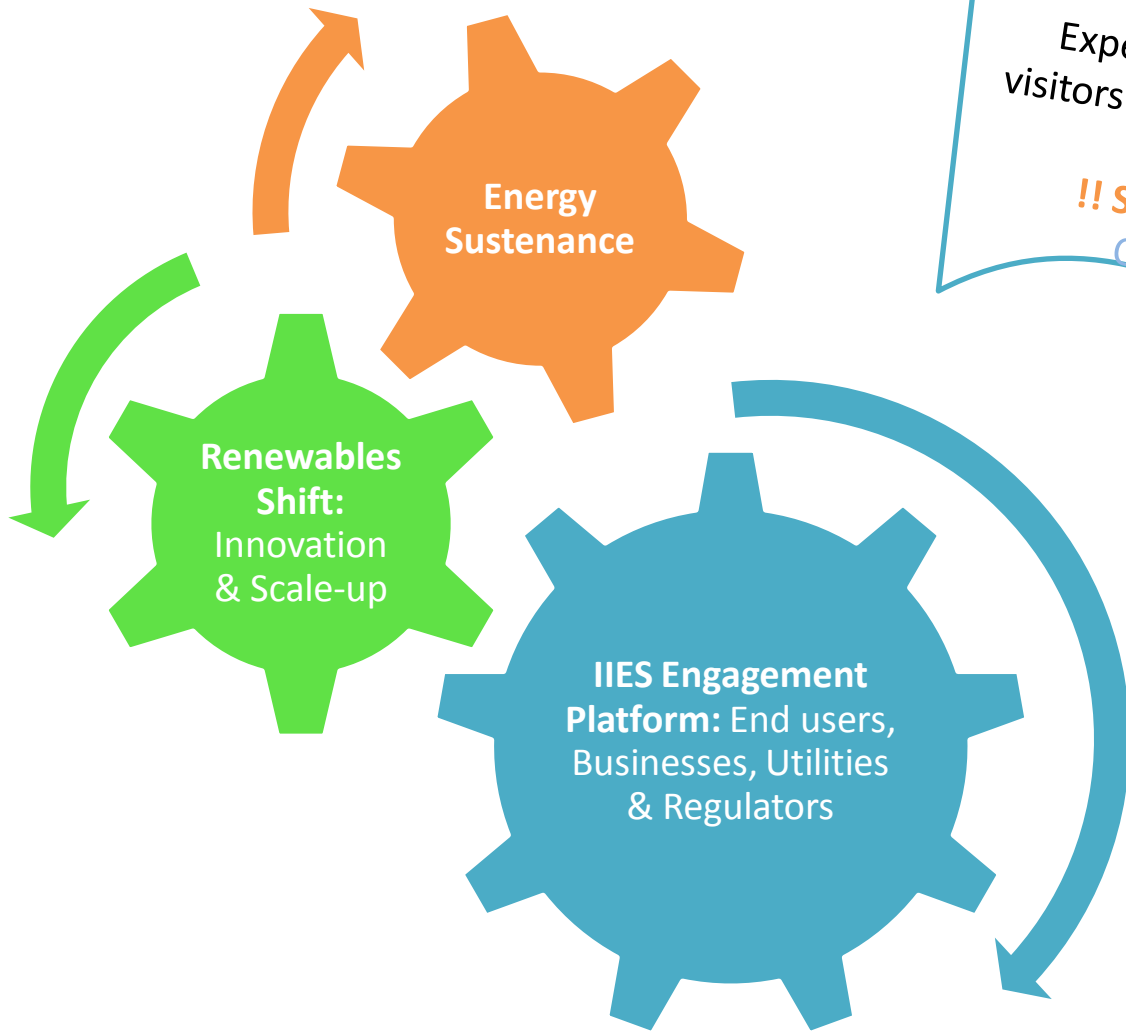 visitors
!!
Energy
Sustenance
Renewables
Shift:
Innovation
& Scale-up
IIES Engagement
Platform: End users,
Businesses, Utilities
& Regulators